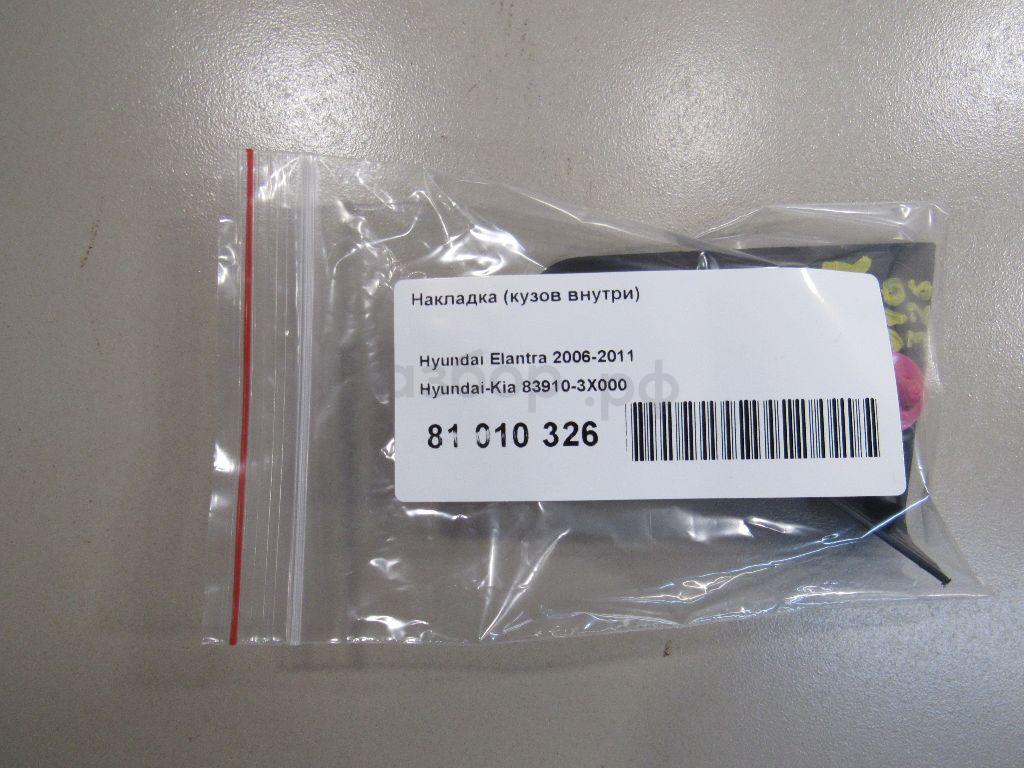 Накладка (кузов внутри)
Hyundai Elantra 2006-2011
Hyundai-Kia 83910-3X000
81 010 326